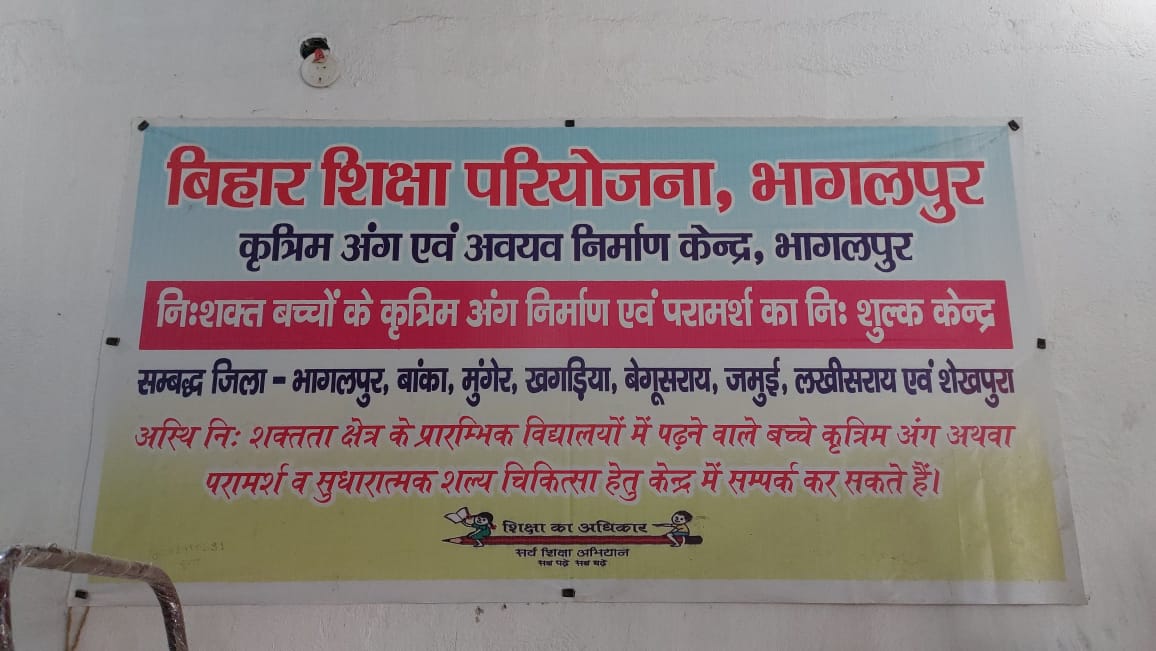 बिहार शिक्षा परियोजना, भागलपुर
कृत्रिम अंग एवं अवयव निर्माण केन्द्र, भागलपुर
निःशक्त बच्चों के कृत्रिम अंग निर्माण एवं परामर्श का निः शुल्क केन्द्र
सम्बद्ध जिला - भागलपुर, बांका, मुंगेर, खगड़िया, बेगूसराय, जमुई, लखीसराय एवं शेखपुरा
अस्थि निः शक्तता क्षेत्र के प्रारम्भिक विद्यालयों में पढ़ने वाले बच्चे कृत्रिम अंग अथवा
परामर्श व सुधारात्मक शल्य चिकित्सा हेतु केन्द्र में सम्पर्क कर सकते हैं।
शिक्षा का अधिकार
सर्व शिक्षा अभियान
सब पढ़ें सब बढ़ें